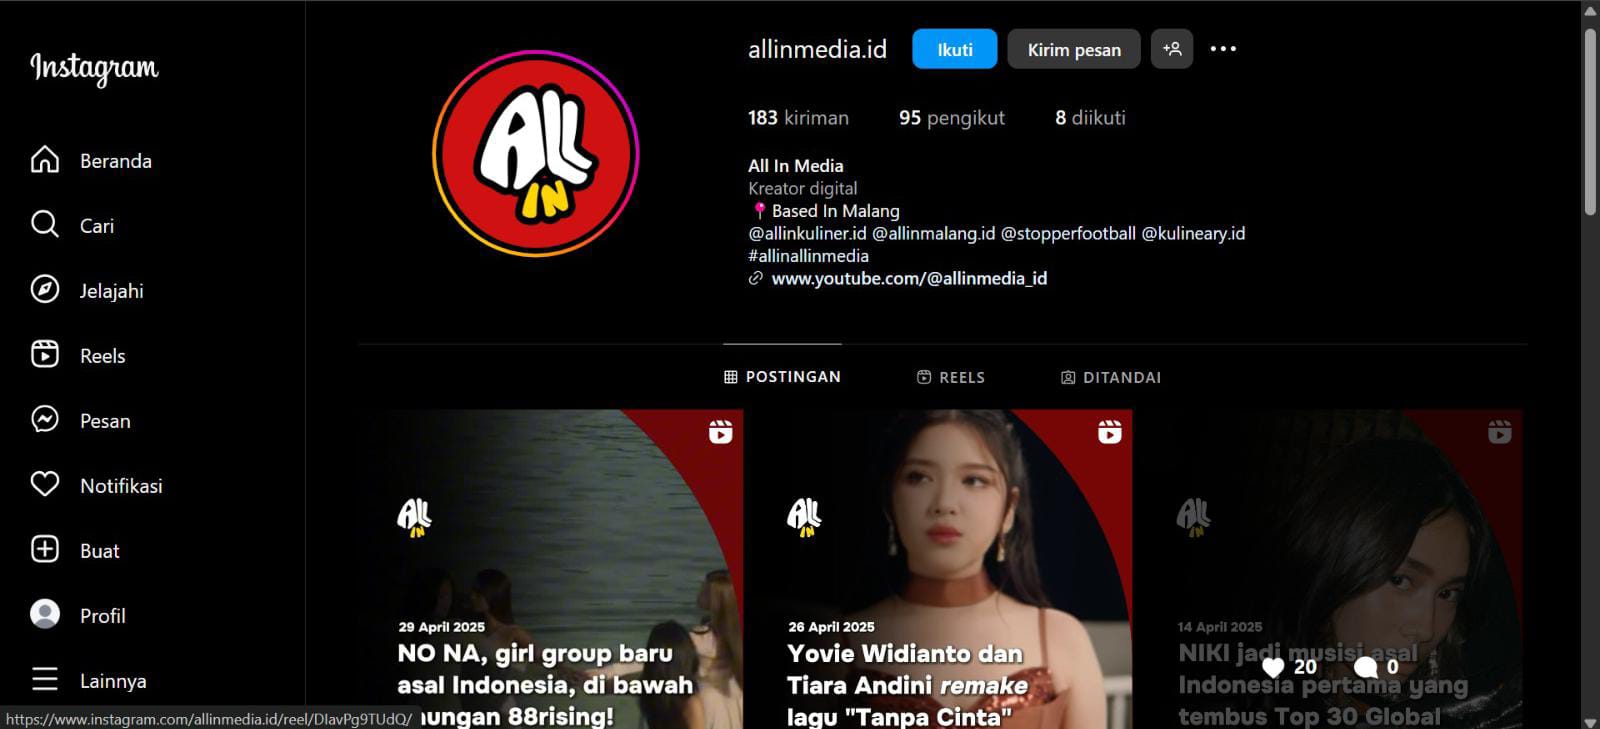 Instagram
Beranda
Cari
Jelajahi
Reels
Pesan
Notifikasi
Buat
Profil
Lainnya
https://www.instagram.com/allinmedia.id/reel/DIavPg9TUdQ/
ALL
IN
allinmedia.id
Ikuti
Kirim pesan
183 kiriman
95 pengikut
8 diikuti
All In Media
Kreator digital
📍Based In Malang
@allinkuliner.id @allinmalang.id @stopperfootball @kulineary.id
#allinallinmedia
www.youtube.com/@allinmedia_id
POSTINGAN
REELS
DITANDAI
ALL
IN
29 April 2025
NO NA, girl group baru
asal Indonesia, di bawah
ungan 88rising!
ALL
IN
26 April 2025
Yovie Widianto dan
Tiara Andini remake
lagu "Tanpa Cinta"
ALL
IN
14 April 2025
NIKI jadi musisi asal
Indonesia pertama yang
tembus Top 30 Global
20
0